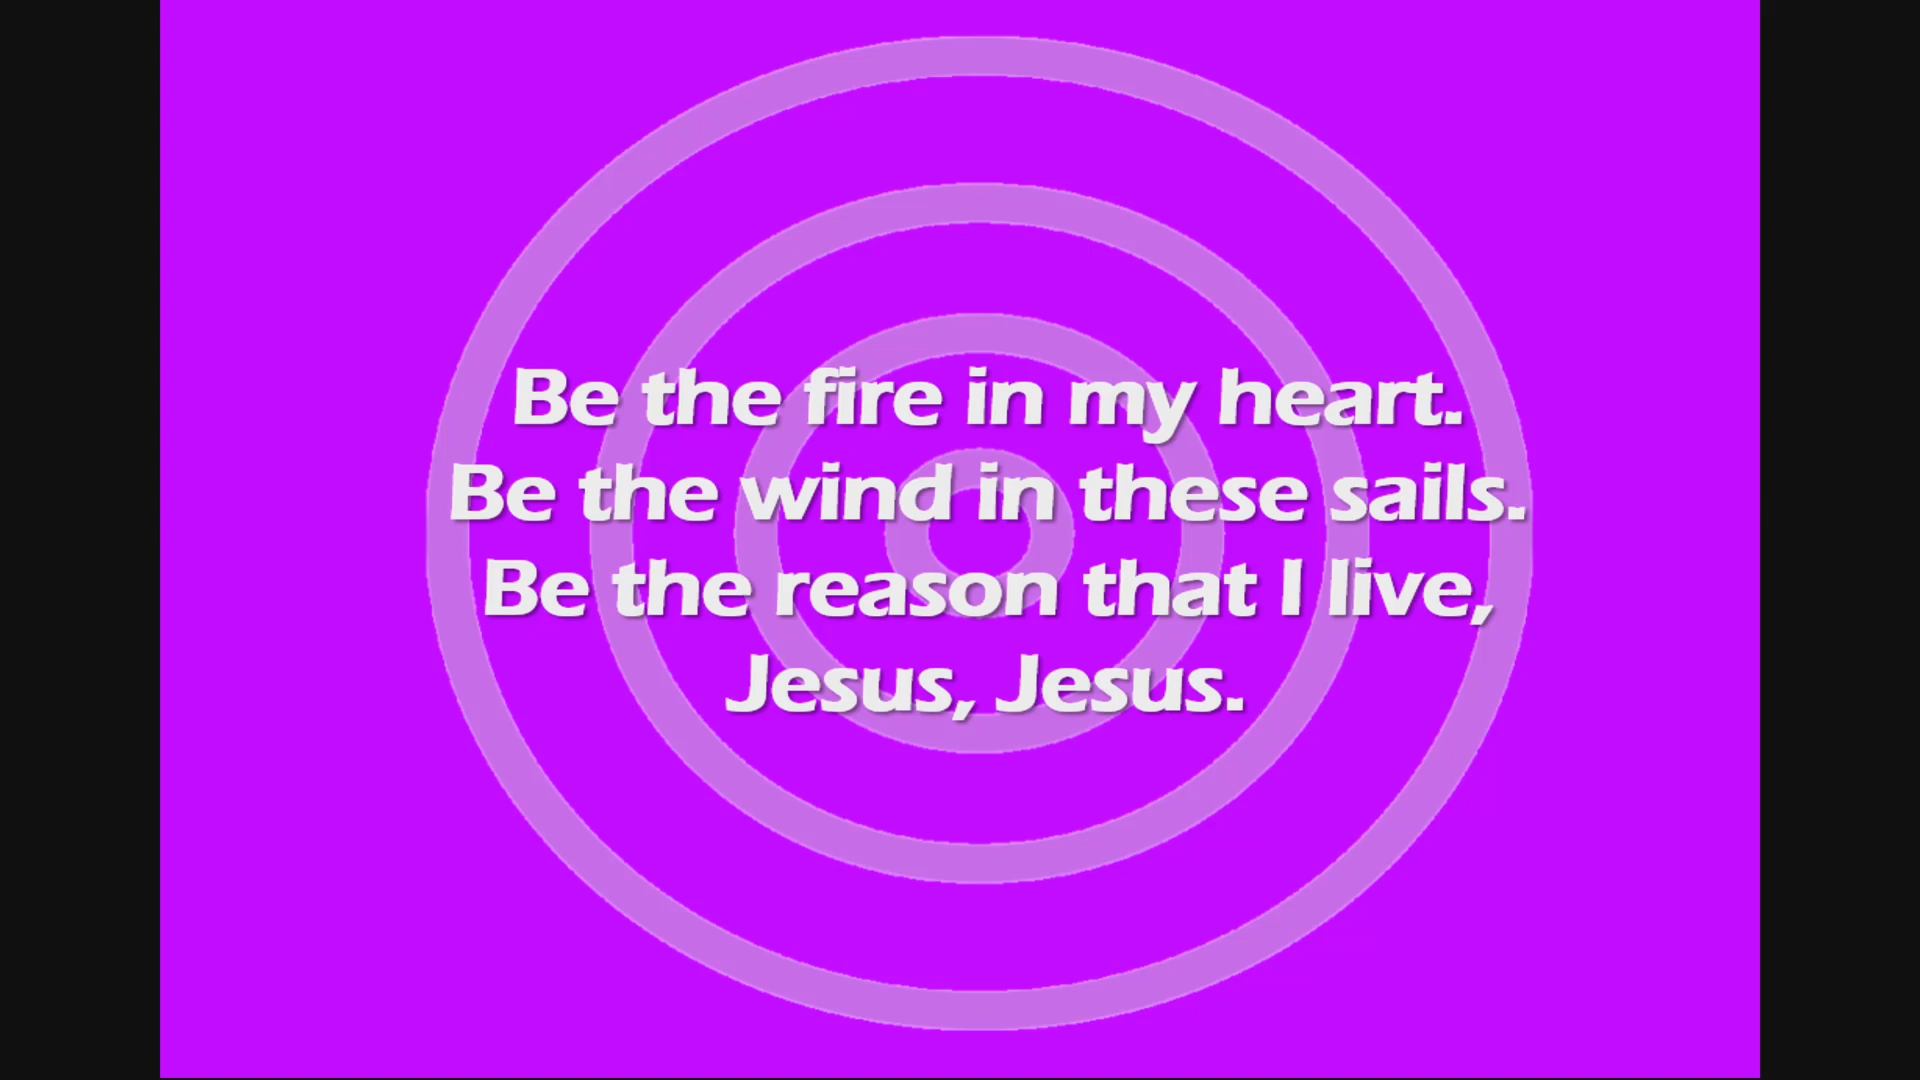 Be the fire in my heart.
Be the wind in these sails.
Be the reason that I live,
Jesus, Jesus.